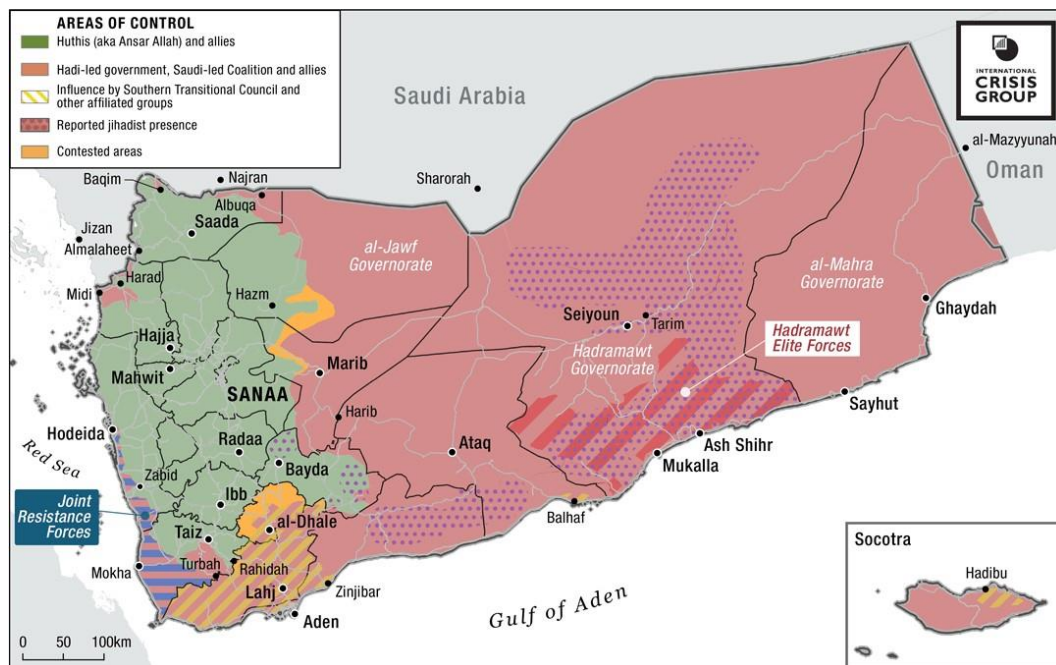 AREAS OF CONTROL
Huthis (aka Ansar Allah) and allies
Hadi-led government, Saudi-led Coalition and allies
Influence by Southern Transitional Council and
other affiliated groups
Reported jihadist presence
Contested areas
INTERNATIONAL
CRISIS
GROUP
Saudi Arabia
al-Mazyyunah
Oman
Baqim
Najran
Sharorah
Albuqa
Saada
Jizan
Almalaheet
al-Jawf
Governorate
Harad
Midi
Hazm
al-Mahra
Governorate
Ghaydah
Seiyoun
Tarim
Hajja
Hadramawt
Governorate
Hadramawt
Elite Forces
Mahwit
Marib
SANAA
Sayhut
Harib
Hodeida
Red Sea
Radaa
Ataq
Ash Shihr
Bayda
Mukalla
Zabid
Ibb
Joint
Resistance
Forces
Balhaf
Taiz
al-Dhale
Turbah
Rahidah
Mokha
Lahj
Zinjibar
Aden
Gulf of Aden
Socotra
Hadibu
0 50 100km